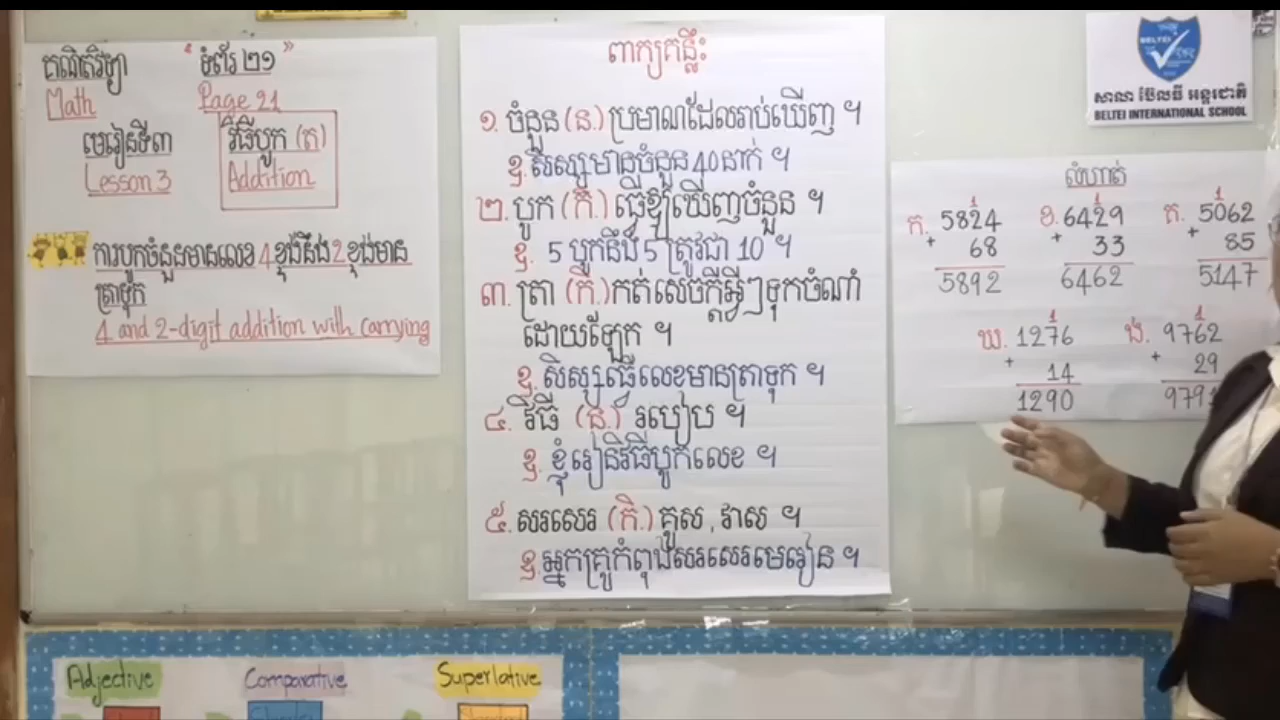 គណិតវិទ្យា "ទំព័រ ២១"
Math Page 21
មេរៀនទី៣ វិធីបូក (ត)
Lesson 3 Addition
ការបូកចំនួនមានលេខ 4 ខ្ទង់និង 2 ខ្ទង់មាន
ត្រាទុក
4 and 2-digit addition with carrying
ពាក្យគន្លឹះ
១. ចំនួន (ន.) ប្រមាណដែលរាប់ឃើញ ។
ឧ. សិស្សមានចំនួន 40 នាក់ ។
២. បូក (កិ.) ធ្វើឱ្យឃើញចំនួន ។
ឧ. 5 បូកនឹង 5 ត្រូវជា 10 ។
៣. ត្រា (កិ.) កត់សេចក្តីអ្វីៗទុកចំណាំ
ដោយឡែក ។
ឧ. សិស្សធ្វើលេខមានត្រាទុក ។
៤. វិធី (ន.) របៀប ។
ឧ. ខ្ញុំរៀនវិធីបូកលេខ ។
៥. សរសេរ (កិ.) គូស , វាស ។
ឧ. អ្នកគ្រូកំពុងសរសេរមេរៀន ។
BELTEI
សាលា ប៊ែលធី អន្តរជាតិ
BELTEI INTERNATIONAL SCHOOL
លំហាត់
1 1 1
ក. 5824 ខ. 6429 គ. 5062
+ 68 + 33 + 85
5892 6462 5147
1 1
ឃ. 1276 ង. 9762
+ 14 + 29
1290 979
Adjective Comparative Superlative